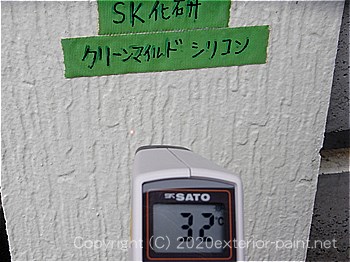 SK化研
クリーンマイルド シリコン
SK SATO
32 °C
Copyright (C) 2020exterior-paint.net